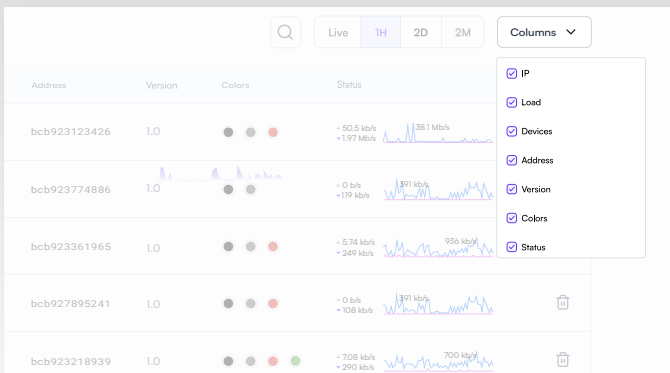 Live 1H 2D 2M Columns
IP
Load
Devices
Address
Version
Colors
Status
Address Version Colors Status
bcb923123426 1.0 50.5 kb/s 1.97 Mb/s 38.1 Mb/s
bcb923774886 1.0 0 b/s 119 kb/s 391 kb/s
bcb923361965 1.0 5.74 kb/s 249 kb/s 936 kb/s
bcb927895241 1.0 0 b/s 108 kb/s 391 kb/s
bcb923218939 1.0 7.08 kb/s 290 kb/s 700 kb/s